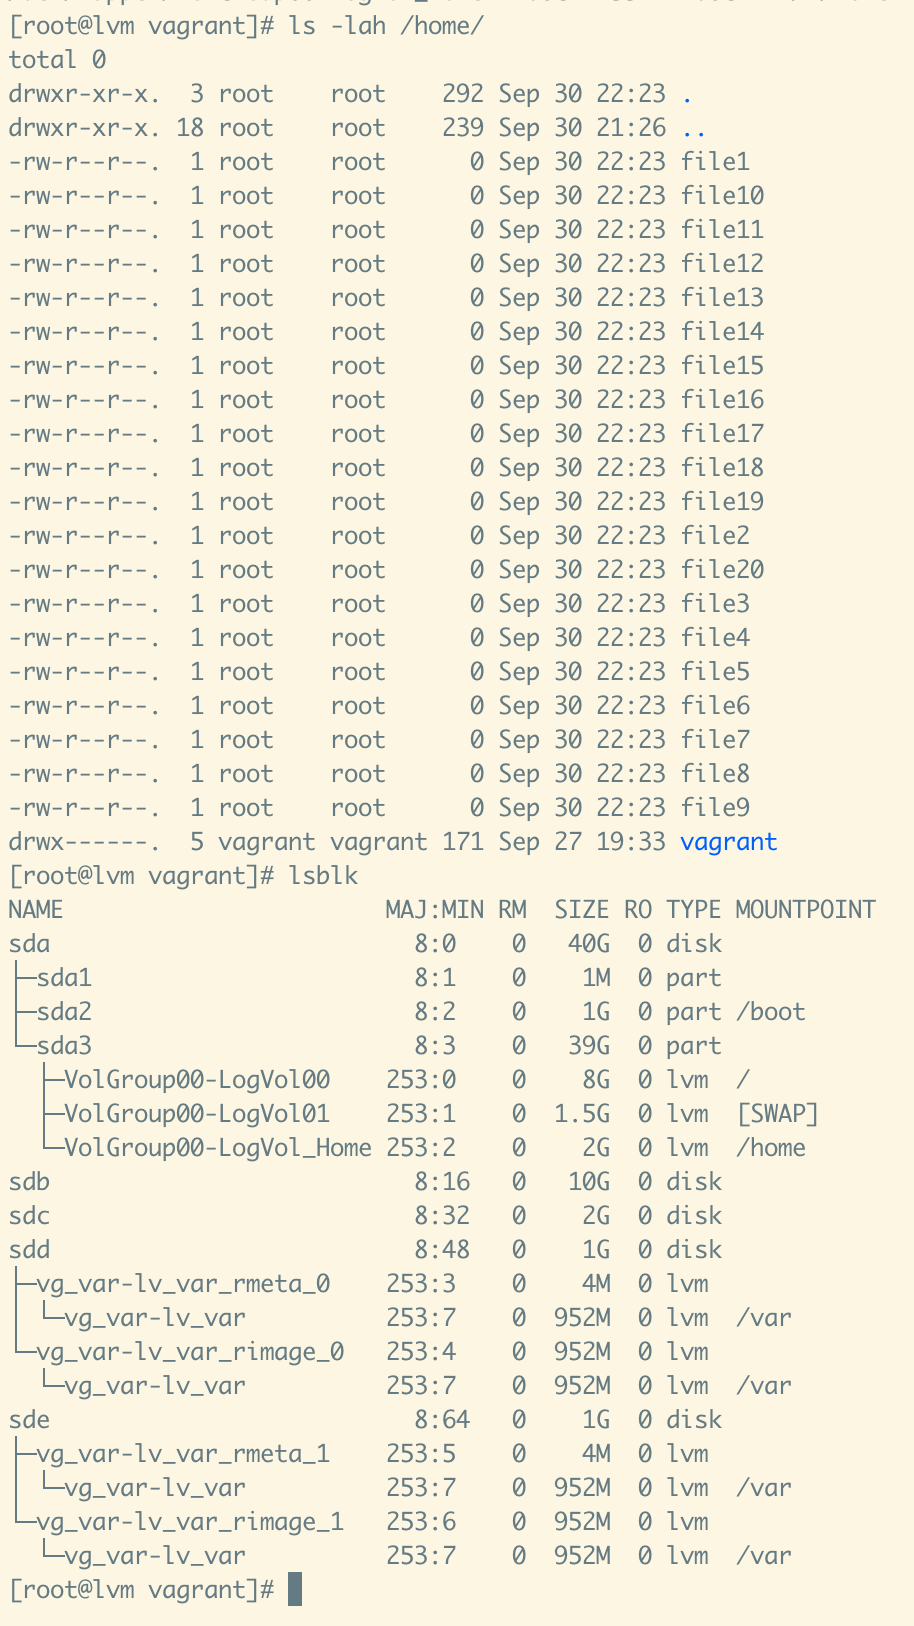 [root@lvm vagrant]# ls -lah /home/
total 0
drwxr-xr-x.  3 root    root    292 Sep 30 22:23 .
drwxr-xr-x. 18 root    root    239 Sep 30 21:26 ..
-rw-r--r--.  1 root    root      0 Sep 30 22:23 file1
-rw-r--r--.  1 root    root      0 Sep 30 22:23 file10
-rw-r--r--.  1 root    root      0 Sep 30 22:23 file11
-rw-r--r--.  1 root    root      0 Sep 30 22:23 file12
-rw-r--r--.  1 root    root      0 Sep 30 22:23 file13
-rw-r--r--.  1 root    root      0 Sep 30 22:23 file14
-rw-r--r--.  1 root    root      0 Sep 30 22:23 file15
-rw-r--r--.  1 root    root      0 Sep 30 22:23 file16
-rw-r--r--.  1 root    root      0 Sep 30 22:23 file17
-rw-r--r--.  1 root    root      0 Sep 30 22:23 file18
-rw-r--r--.  1 root    root      0 Sep 30 22:23 file19
-rw-r--r--.  1 root    root      0 Sep 30 22:23 file2
-rw-r--r--.  1 root    root      0 Sep 30 22:23 file20
-rw-r--r--.  1 root    root      0 Sep 30 22:23 file3
-rw-r--r--.  1 root    root      0 Sep 30 22:23 file4
-rw-r--r--.  1 root    root      0 Sep 30 22:23 file5
-rw-r--r--.  1 root    root      0 Sep 30 22:23 file6
-rw-r--r--.  1 root    root      0 Sep 30 22:23 file7
-rw-r--r--.  1 root    root      0 Sep 30 22:23 file8
-rw-r--r--.  1 root    root      0 Sep 30 22:23 file9
drwx------.  5 vagrant vagrant 171 Sep 27 19:33 vagrant
[root@lvm vagrant]# lsblk
NAME                       MAJ:MIN RM  SIZE RO TYPE MOUNTPOINT
sda                          8:0    0   40G  0 disk
├─sda1                       8:1    0    1M  0 part
├─sda2                       8:2    0    1G  0 part /boot
└─sda3                       8:3    0   39G  0 part
  ├─VolGroup00-LogVol00    253:0    0    8G  0 lvm  /
  ├─VolGroup00-LogVol01    253:1    0  1.5G  0 lvm  [SWAP]
  └─VolGroup00-LogVol_Home 253:2    0    2G  0 lvm  /home
sdb                          8:16   0   10G  0 disk
sdc                          8:32   0    2G  0 disk
sdd                          8:48   0    1G  0 disk
├─vg_var-lv_var_rmeta_0    253:3    0    4M  0 lvm
│ └─vg_var-lv_var          253:7    0  952M  0 lvm  /var
└─vg_var-lv_var_rimage_0   253:4    0  952M  0 lvm
  └─vg_var-lv_var          253:7    0  952M  0 lvm  /var
sde                          8:64   0    1G  0 disk
├─vg_var-lv_var_rmeta_1    253:5    0    4M  0 lvm
│ └─vg_var-lv_var          253:7    0  952M  0 lvm  /var
└─vg_var-lv_var_rimage_1   253:6    0  952M  0 lvm
  └─vg_var-lv_var          253:7    0  952M  0 lvm  /var
[root@lvm vagrant]#